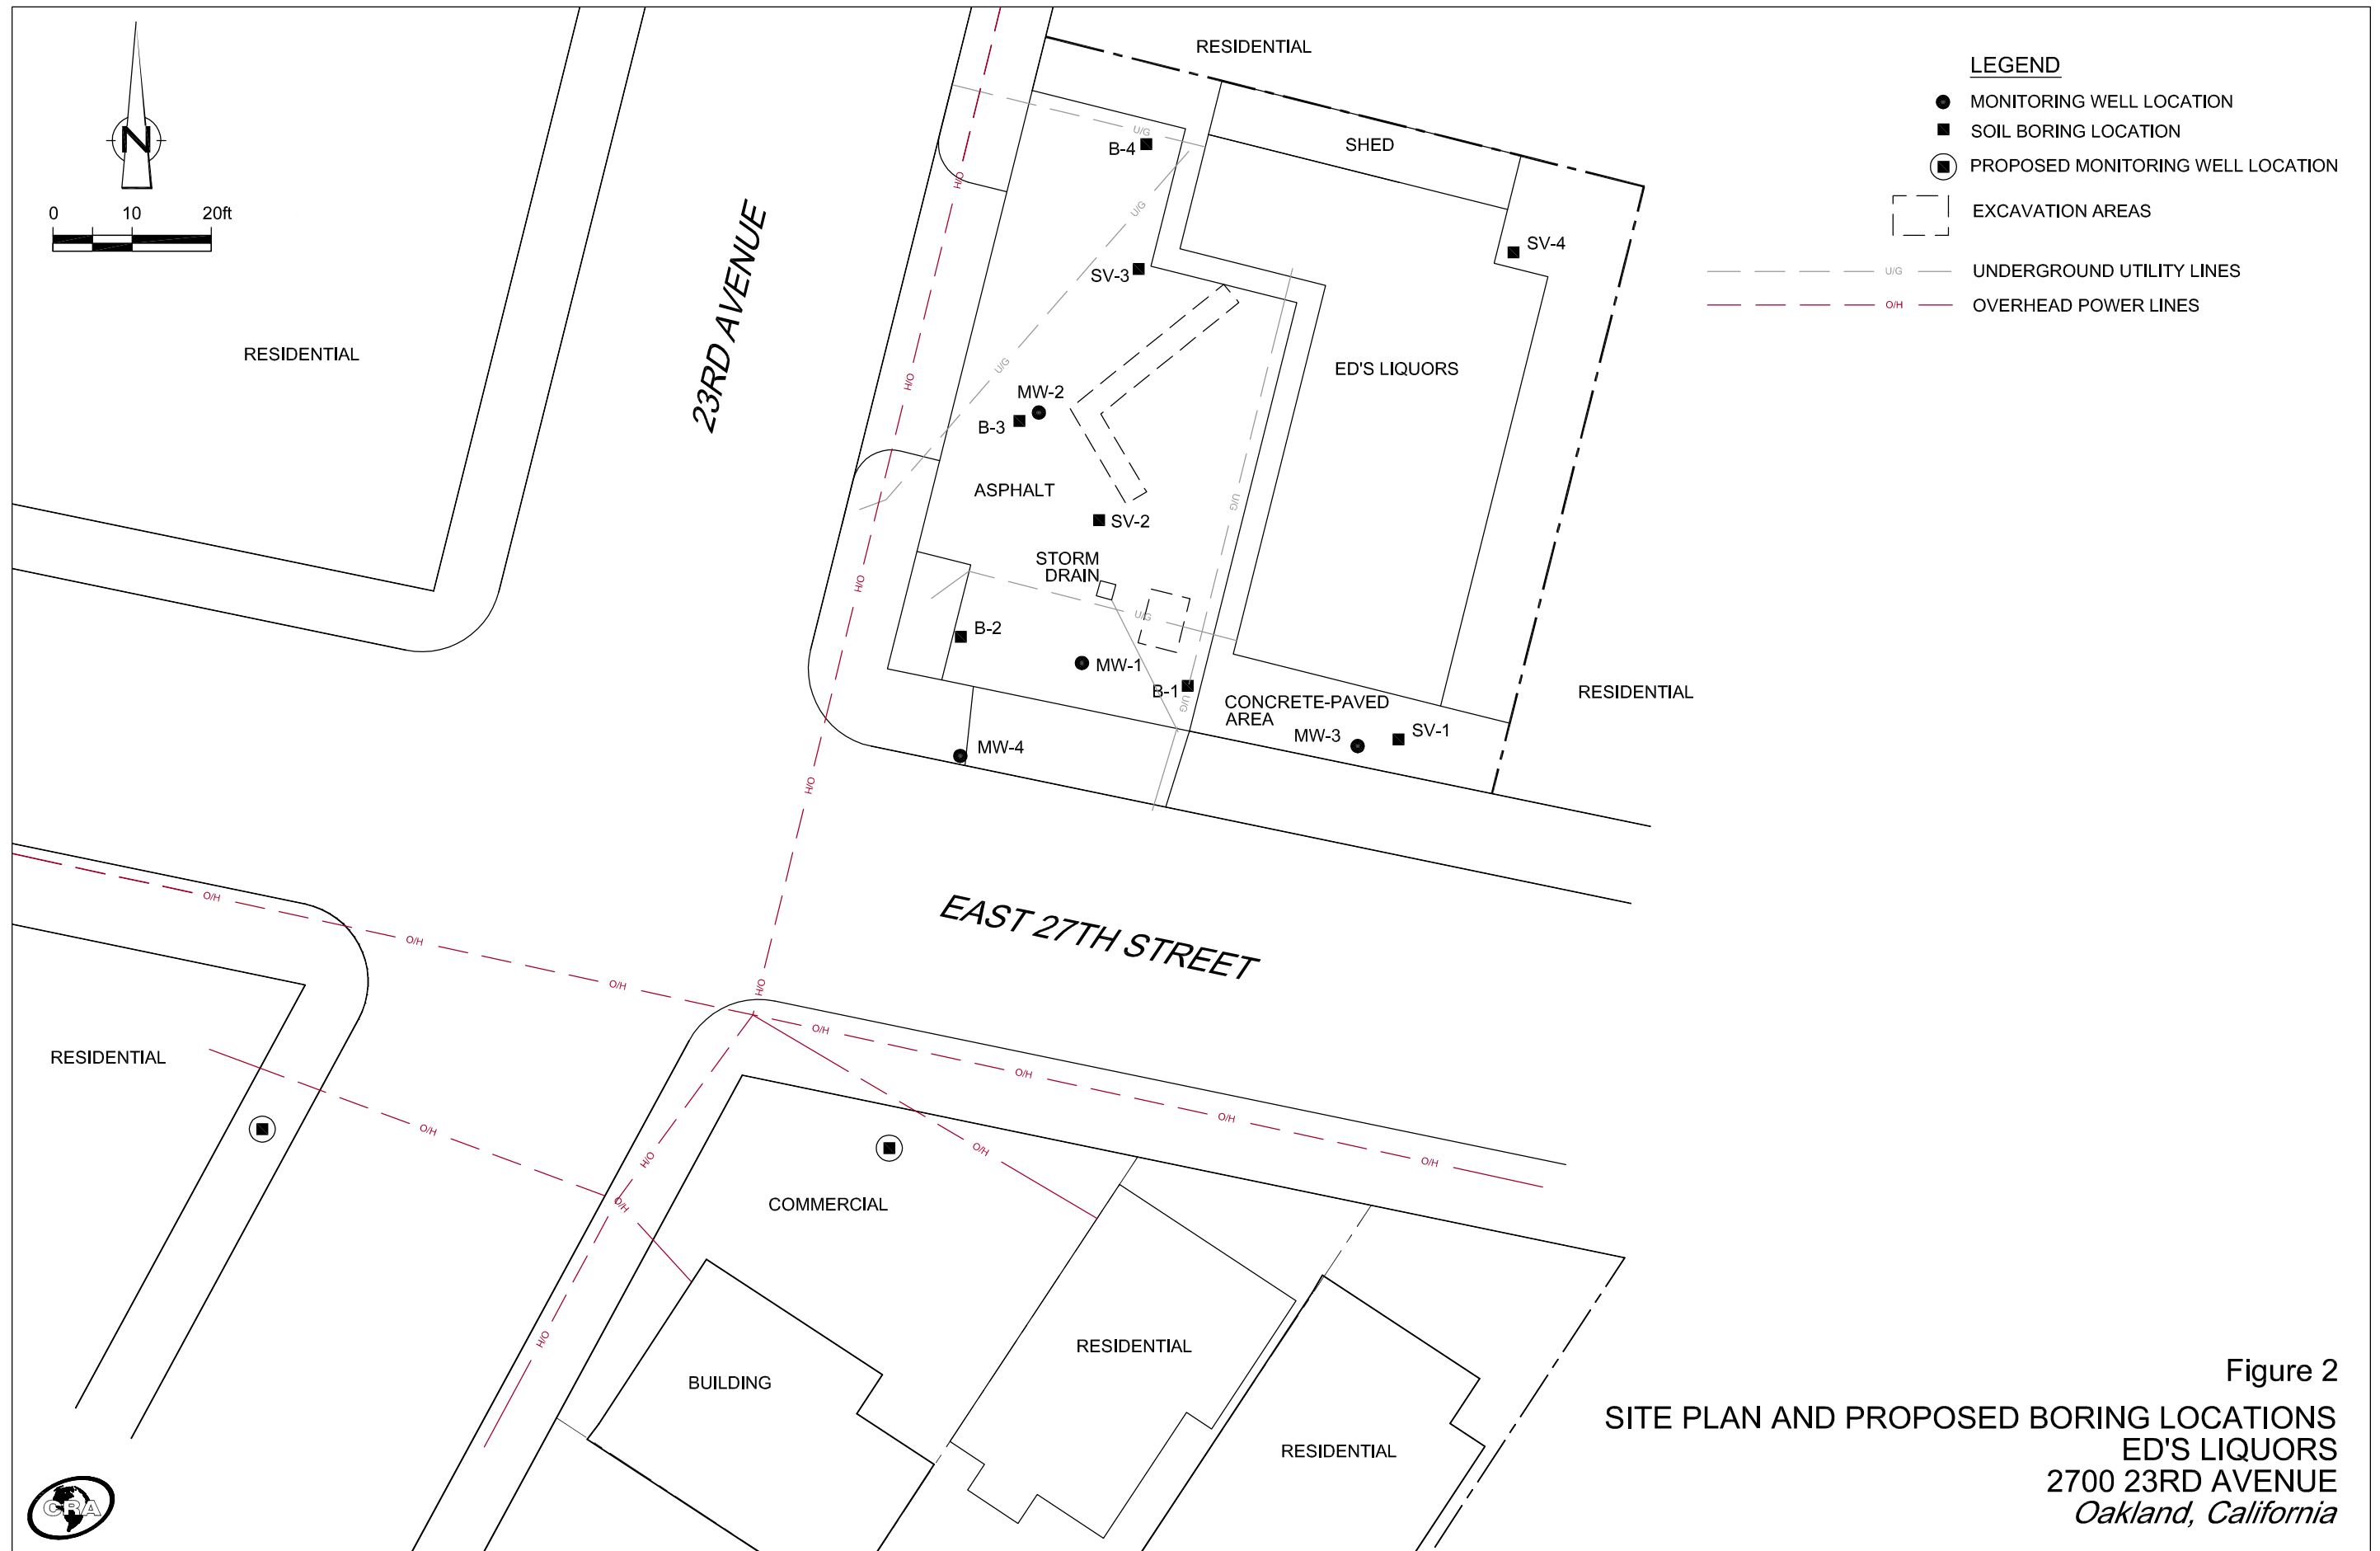 RESIDENTIAL
LEGEND
MONITORING WELL LOCATION
SOIL BORING LOCATION
PROPOSED MONITORING WELL LOCATION
EXCAVATION AREAS
U/G
UNDERGROUND UTILITY LINES
O/H
OVERHEAD POWER LINES
N
0 10 20ft
U/G
B-4
SHED
O/H
U/G
23RD AVENUE
SV-3
SV-4
RESIDENTIAL
U/G
O/H
ED'S LIQUORS
MW-2
B-3
ASPHALT
U/G
SV-2
STORM
DRAIN
O/H
U/G
B-2
MW-1
B-1
U/G
CONCRETE-PAVED
AREA
RESIDENTIAL
MW-3
SV-1
MW-4
O/H
O/H
O/H
O/H
O/H
EAST 27TH STREET
O/H
O/H
O/H
O/H
RESIDENTIAL
O/H
O/H
O/H
O/H
COMMERCIAL
O/H
BUILDING
RESIDENTIAL
RESIDENTIAL
CRA
Figure 2
SITE PLAN AND PROPOSED BORING LOCATIONS
ED'S LIQUORS
2700 23RD AVENUE
Oakland, California